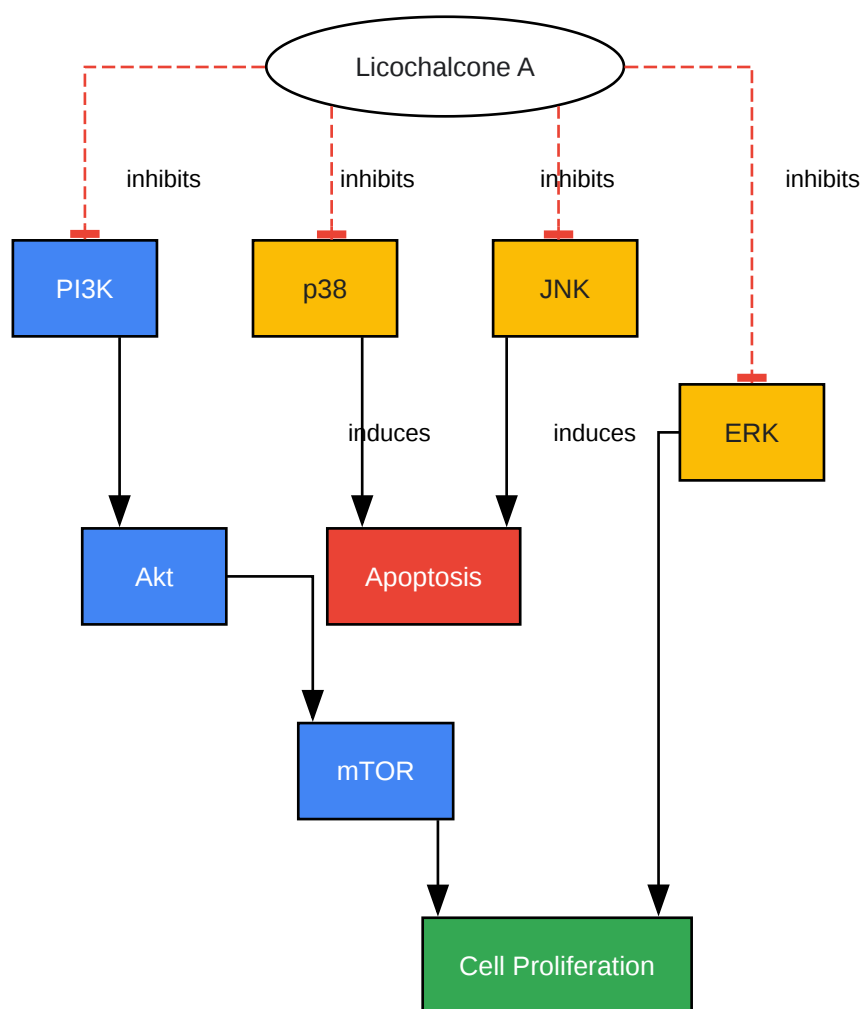 Licochalcone A
inhibits
inhibits
inhibits
inhibits
PI3K
p38
JNK
ERK
induces
induces
Akt
Apoptosis
mTOR
Cell Proliferation